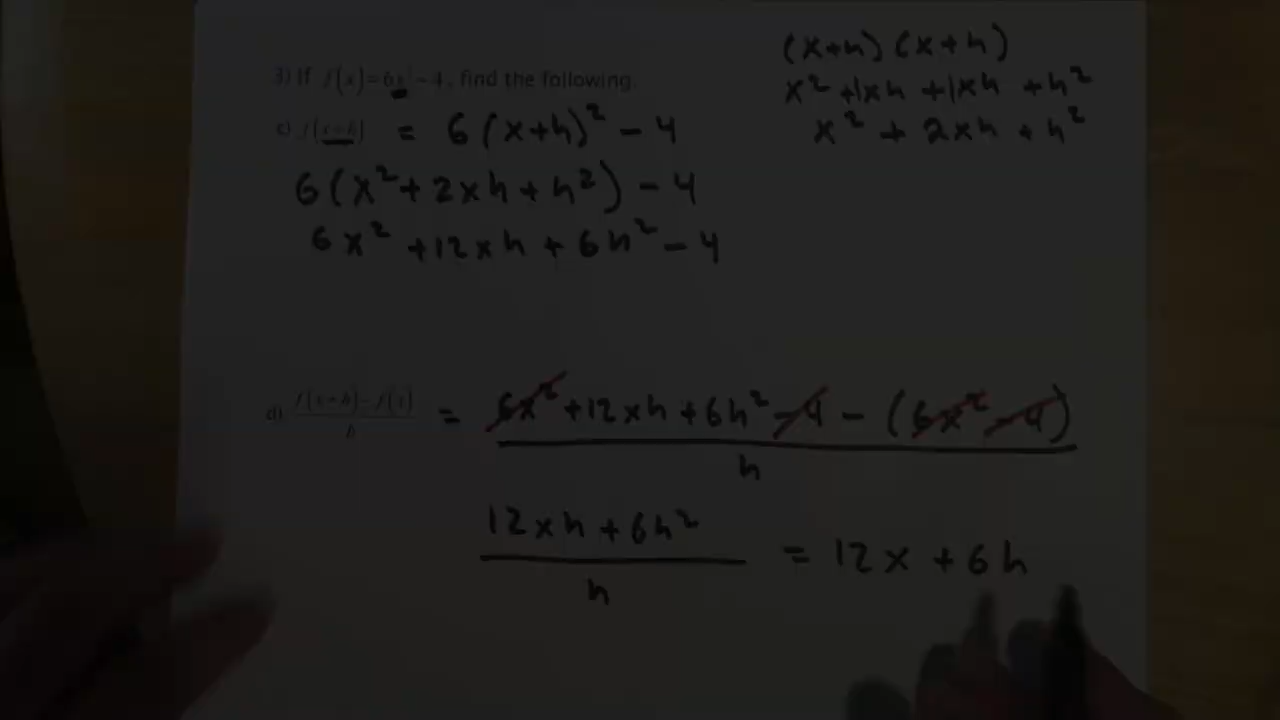 3) If f(x) = 6x² - 4, find the following.
(x+h)(x+h)
x² + 1xh + 1xh + h²
x² + 2xh + h²
c) f(x+h) = 6(x+h)² - 4
6(x² + 2xh + h²) - 4
6x² + 12xh + 6h² - 4
d) f(x+h) - f(x) / h = 6x² + 12xh + 6h² - 4 - (6x² - 4)
h
12xh + 6h²
h
= 12x + 6h